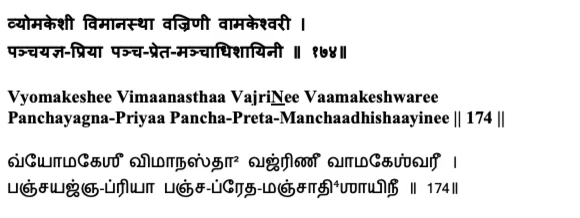 व्योमकेशी विमानस्था वज्रिणी वामकेश्वरी ।
पञ्चयज्ञ-प्रिया पञ्च-प्रेत-मञ्चाधिशायिनी ॥ १७४॥
Vyomakeshee Vimaanasthaa VajriNee Vaamakeshwaree
Panchayagna-Priyaa Pancha-Preta-Manchaadhishaayinee || 174 ||
வ்யோமகேஶீ விமாநஸ்தா² வஜ்ரிணீ வாமகேஶ்வரீ ।
பஞ்சயஜ்ஞ-ப்ரியா பஞ்ச-ப்ரேத-மஞ்சாதி⁴ஶாயிநீ ॥ 174॥